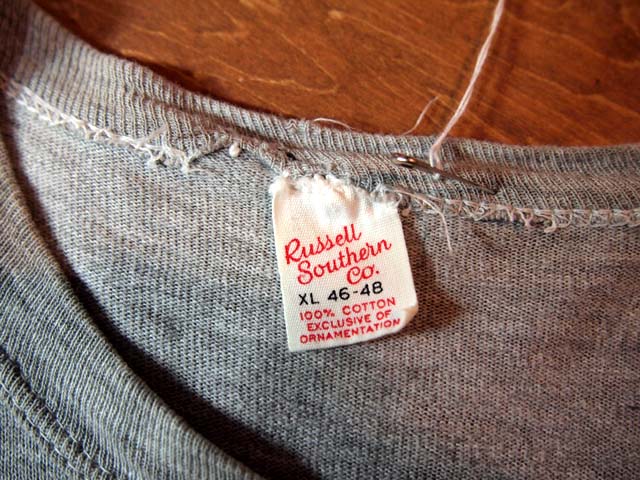 Russell
Southern
Co.
XL 46-48
100% COTTON
EXCLUSIVE OF
ORNAMENTATION